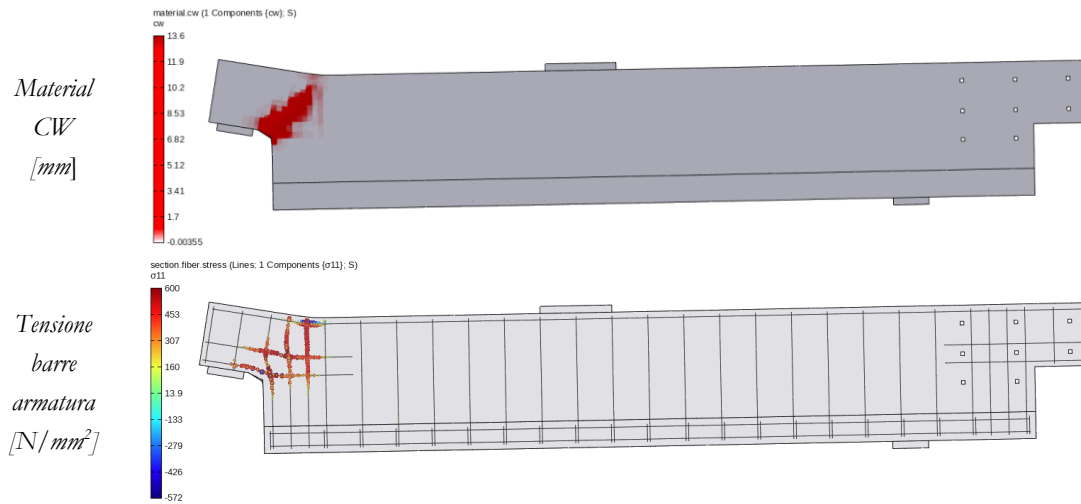 material.cw (1 Components {cw}; S)
cw
13.6
11.9
10.2
8.53
6.82
5.12
3.41
1.7
-0.00355
Material
CW
[mm]
section.fiber.stress (Lines; 1 Components {σ11}; S)
σ11
600
453
307
160
13.9
-133
-279
-426
-572
Tensione
barre
armatura
[N/mm²]